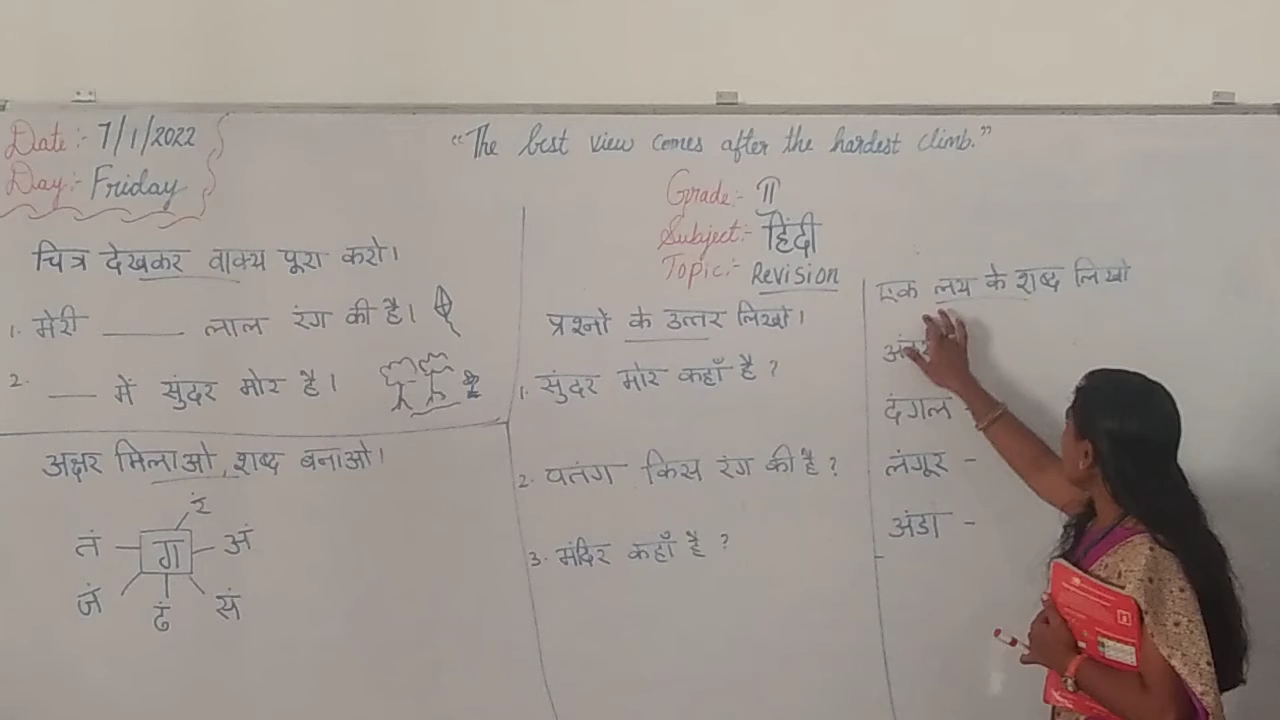 Date:- 7/1/2022
Day:- Friday
"The best view comes after the hardest climb."
Grade:- II
Subject:- हिंदी
Topic:- Revision
चित्र देखकर वाक्य पूरा करो।
1. मेरी ____ लाल रंग की है।
2. ___ में सुंदर मोर है।
अक्षर मिलाओ, शब्द बनाओ।
रं
तं ग अं
जं ढं सं
प्रश्नो के उत्तर लिखो।
1. सुंदर मोर कहाँ है ?
2. पतंग किस रंग की है ?
3. मंदिर कहाँ है ?
एक लय के शब्द लिखो
दंगल -
लंगूर -
अंडा -